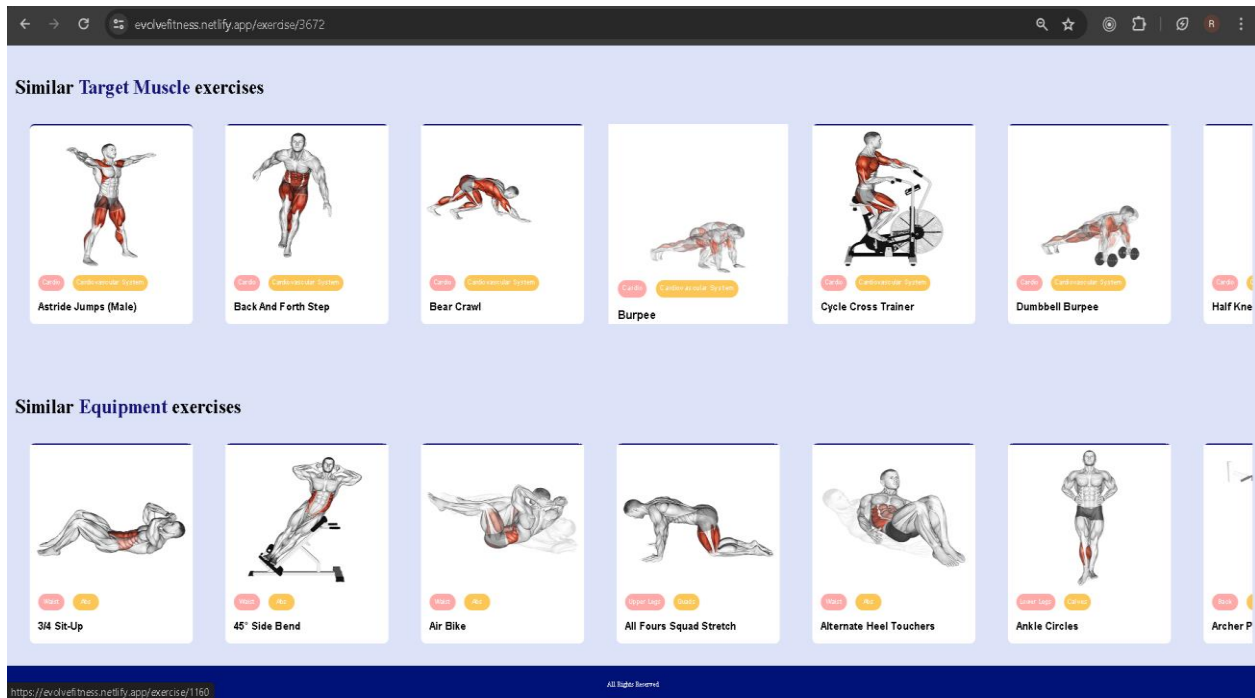 evolvefitness.netlify.app/exercise/3672
R
Similar Target Muscle exercises
Cardio Cardiovascular System
Astride Jumps (Male)
Cardio Cardiovascular System
Back And Forth Step
Cardio Cardiovascular System
Bear Crawl
Cardio Cardiovascular System
Burpee
Cardio Cardiovascular System
Cycle Cross Trainer
Cardio Cardiovascular System
Dumbbell Burpee
Cardio
Half Kne
Similar Equipment exercises
Waist Abs
3/4 Sit-Up
Waist Abs
45° Side Bend
Waist Abs
Air Bike
Upper Legs Quads
All Fours Squad Stretch
Waist Abs
Alternate Heel Touchers
Lower Legs Calves
Ankle Circles
Back
Archer P
All Rights Reserved
https://evolvefitness.netlify.app/exercise/1160